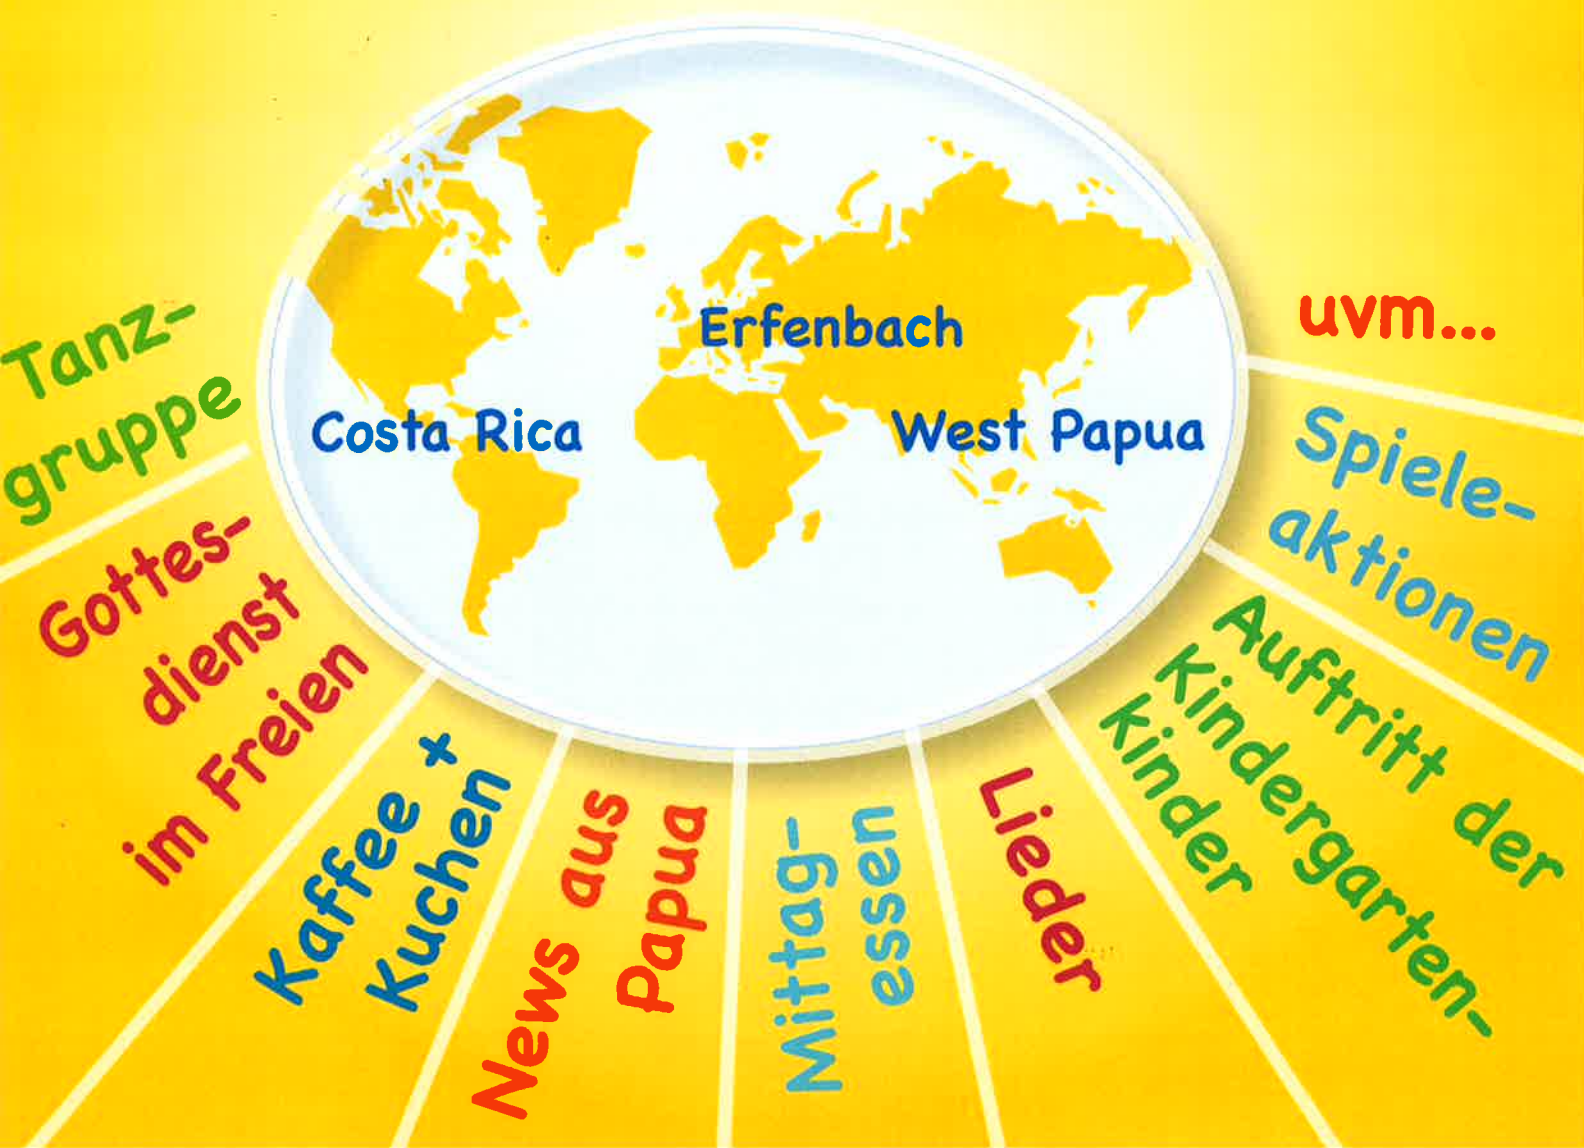 Erfenbach
Costa Rica
West Papua
Tanz-
gruppe
Gottes-
dienst
im Freien
Kaffee +
Kuchen
News aus
Papua
Mittag-
essen
Lieder
Auftritt der
Kindergarten-
kinder
Spiele-
aktionen
uvm...